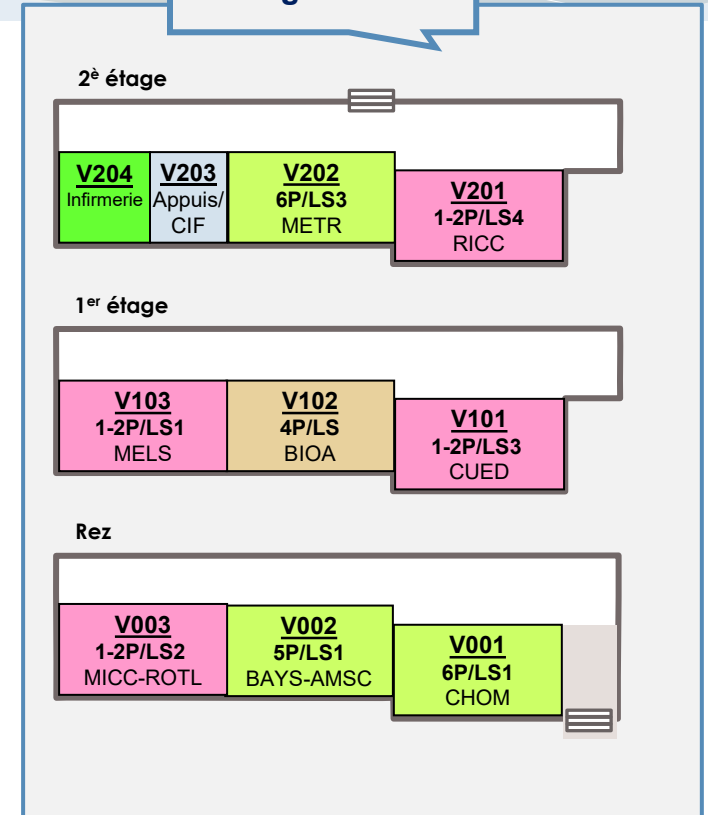 2è étage
V204
Infirmerie
V203
Appuis/
CIF
V202
6P/LS3
METR
V201
1-2P/LS4
RICC
1er étage
V103
1-2P/LS1
MELS
V102
4P/LS
BIOA
V101
1-2P/LS3
CUED
Rez
V003
1-2P/LS2
MICC-ROTL
V002
5P/LS1
BAYS-AMSC
V001
6P/LS1
CHOM